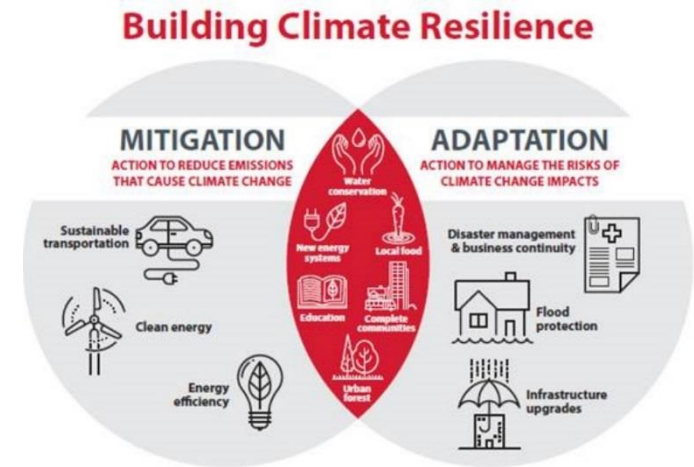 Building Climate Resilience
MITIGATION
ACTION TO REDUCE EMISSIONS
THAT CAUSE CLIMATE CHANGE
ADAPTATION
ACTION TO MANAGE THE RISKS OF
CLIMATE CHANGE IMPACTS
Sustainable
transportation
Clean energy
Energy
efficiency
Water
conservation
New energy
systems
Local food
Education
Complete
communities
Urban
forest
Disaster management
& business continuity
Flood
protection
Infrastructure
upgrades